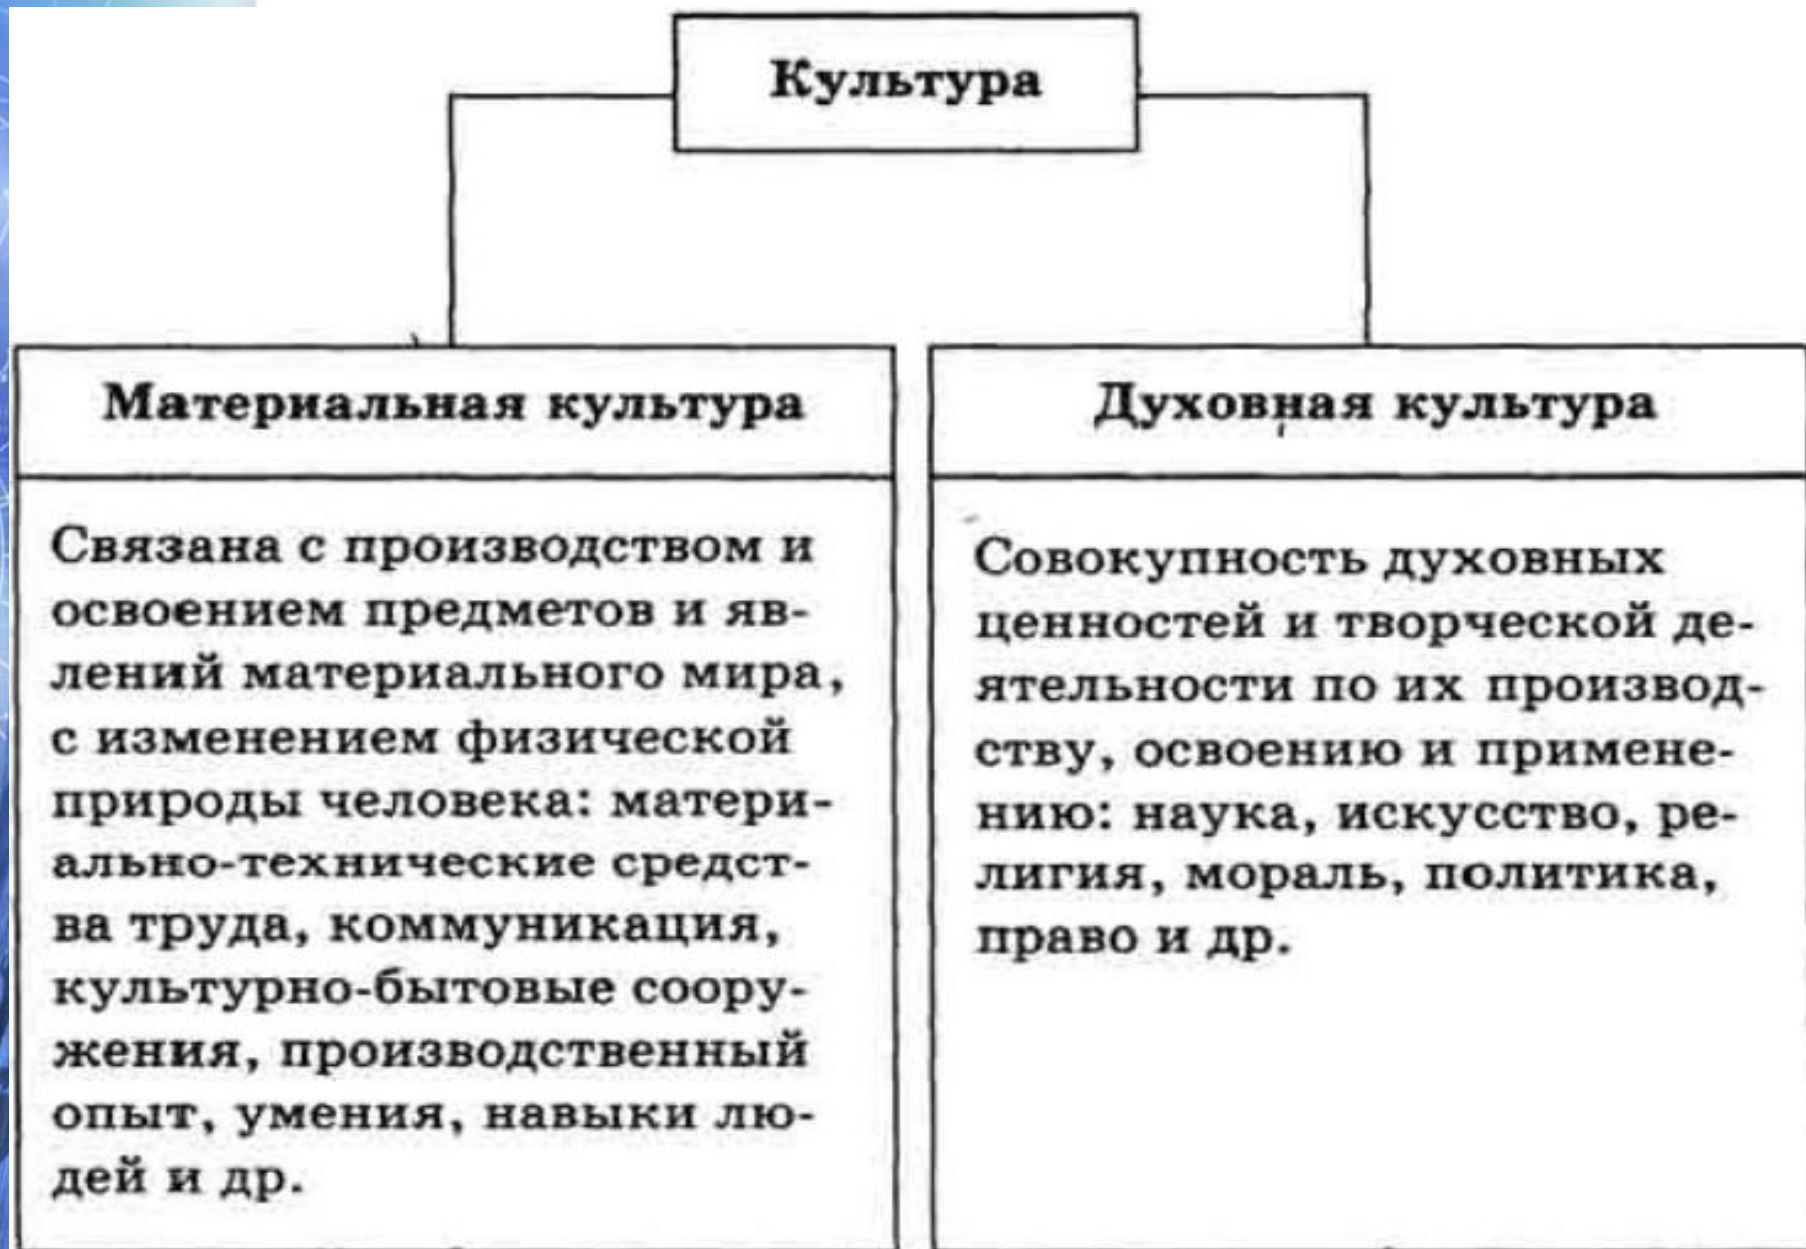 Культура
Материальная культура
Связана с производством и
освоением предметов и яв-
лений материального мира,
с изменением физической
природы человека: матери-
ально-технические средст-
ва труда, коммуникация,
культурно-бытовые соору-
жения, производственный
опыт, умения, навыки лю-
дей и др.
Духовная культура
Совокупность духовных
ценностей и творческой де-
ятельности по их производ-
ству, освоению и примене-
нию: наука, искусство, ре-
лигия, мораль, политика,
право и др.